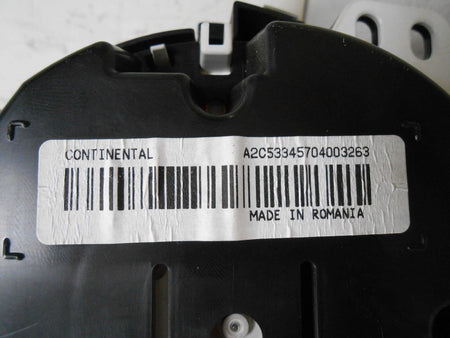 CONTINENTAL A2C53345704003263
MADE IN ROMANIA